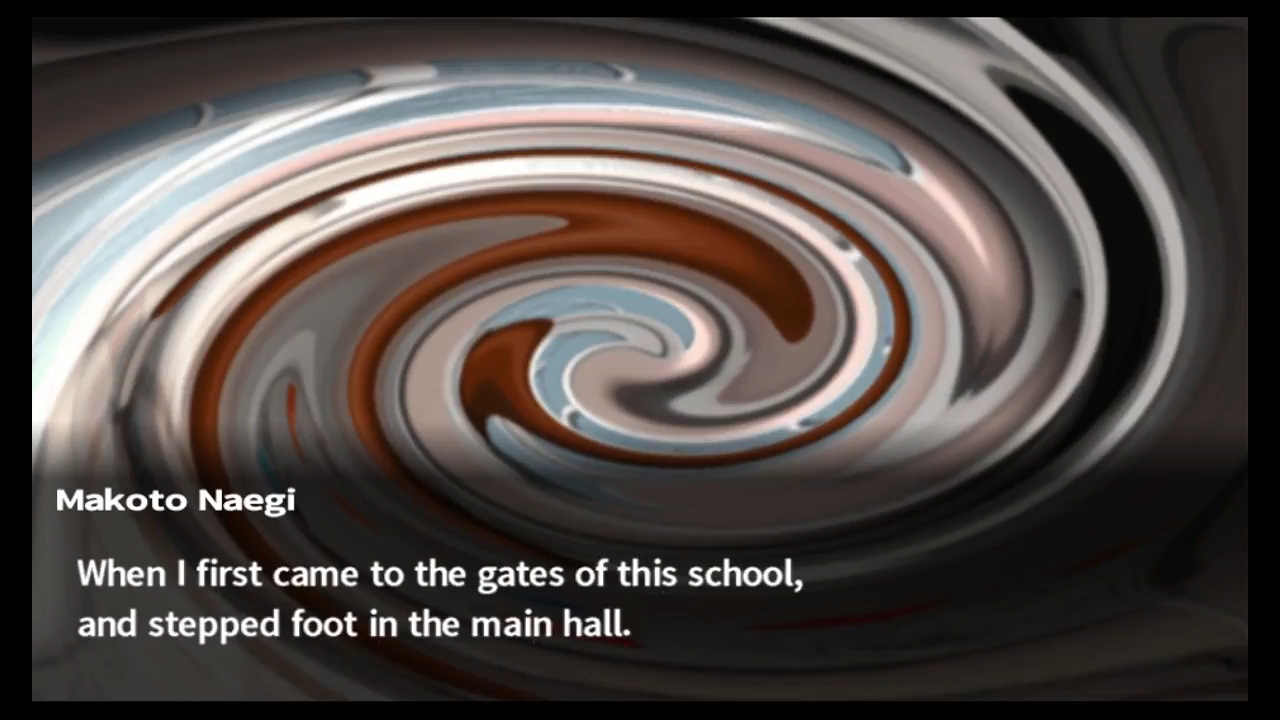 Makoto Naegi
When I first came to the gates of this school,
and stepped foot in the main hall.